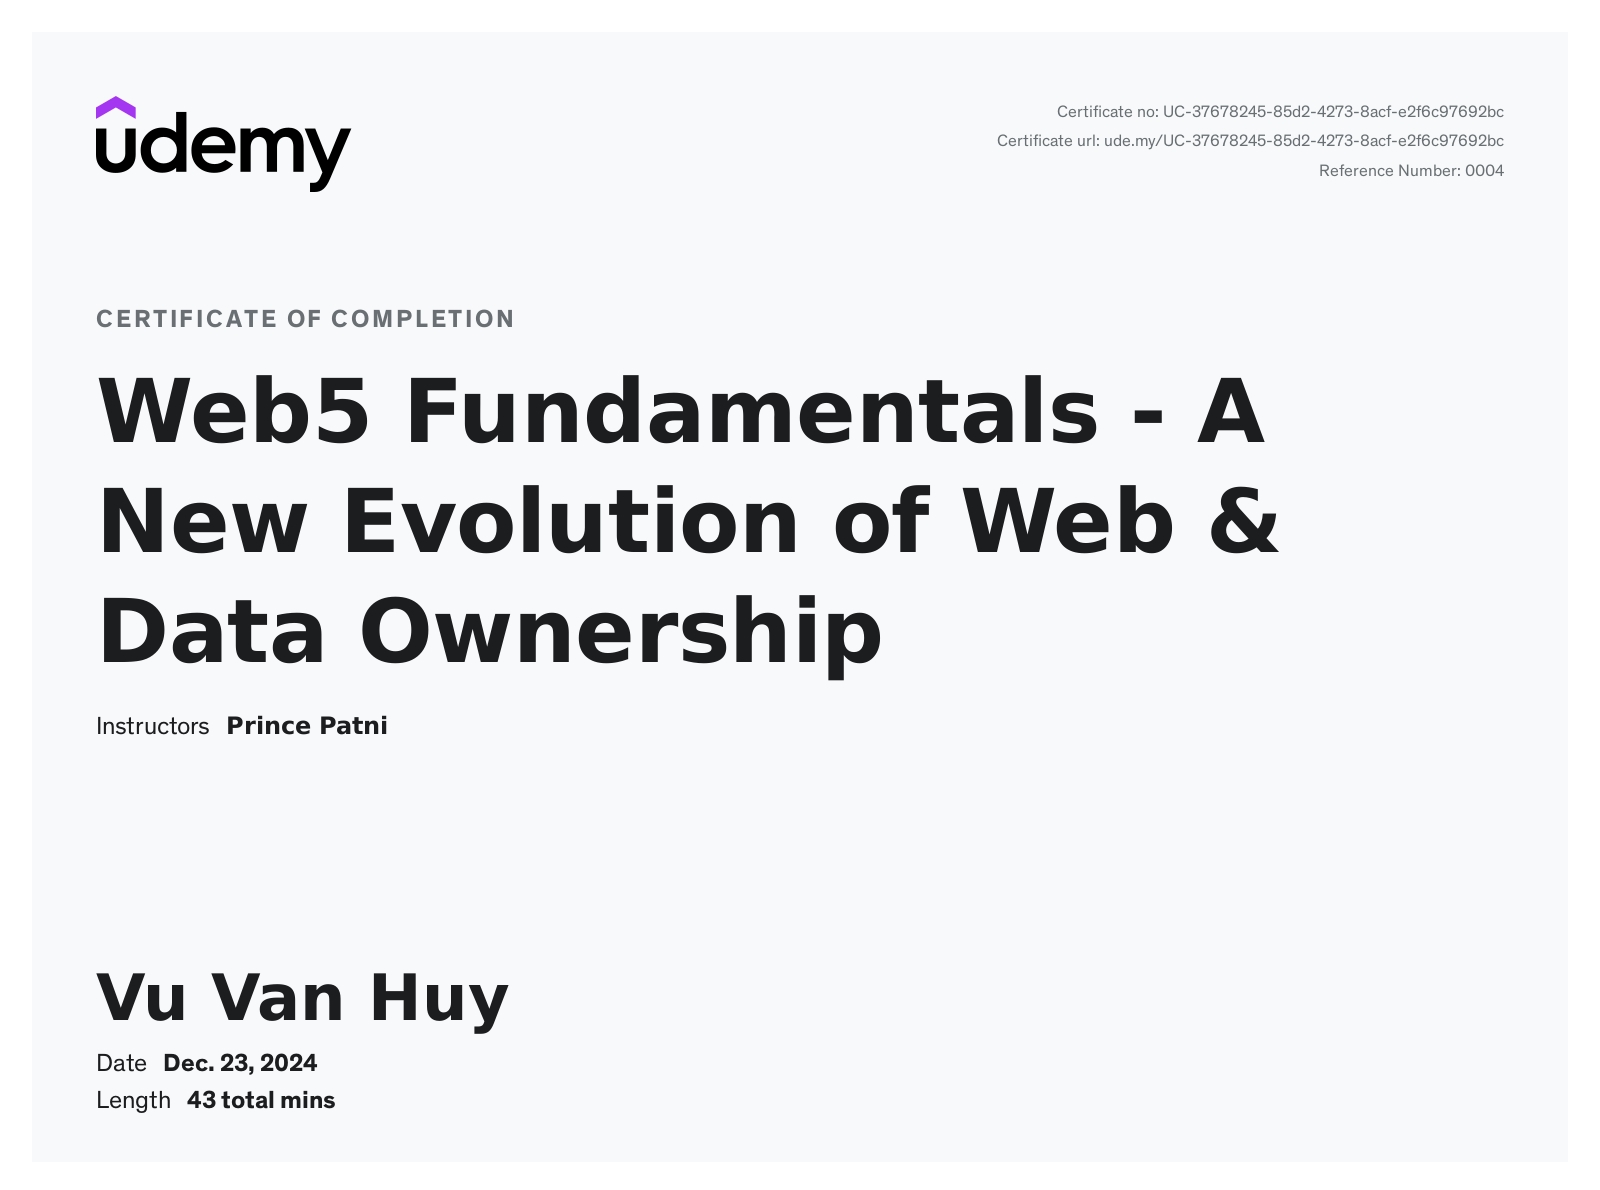 udemy
Certificate no: UC-37678245-85d2-4273-8acf-e2f6c97692bc
Certificate url: ude.my/UC-37678245-85d2-4273-8acf-e2f6c97692bc
Reference Number: 0004
CERTIFICATE OF COMPLETION
Web5 Fundamentals - A
New Evolution of Web &
Data Ownership
Instructors Prince Patni
Vu Van Huy
Date Dec. 23, 2024
Length 43 total mins